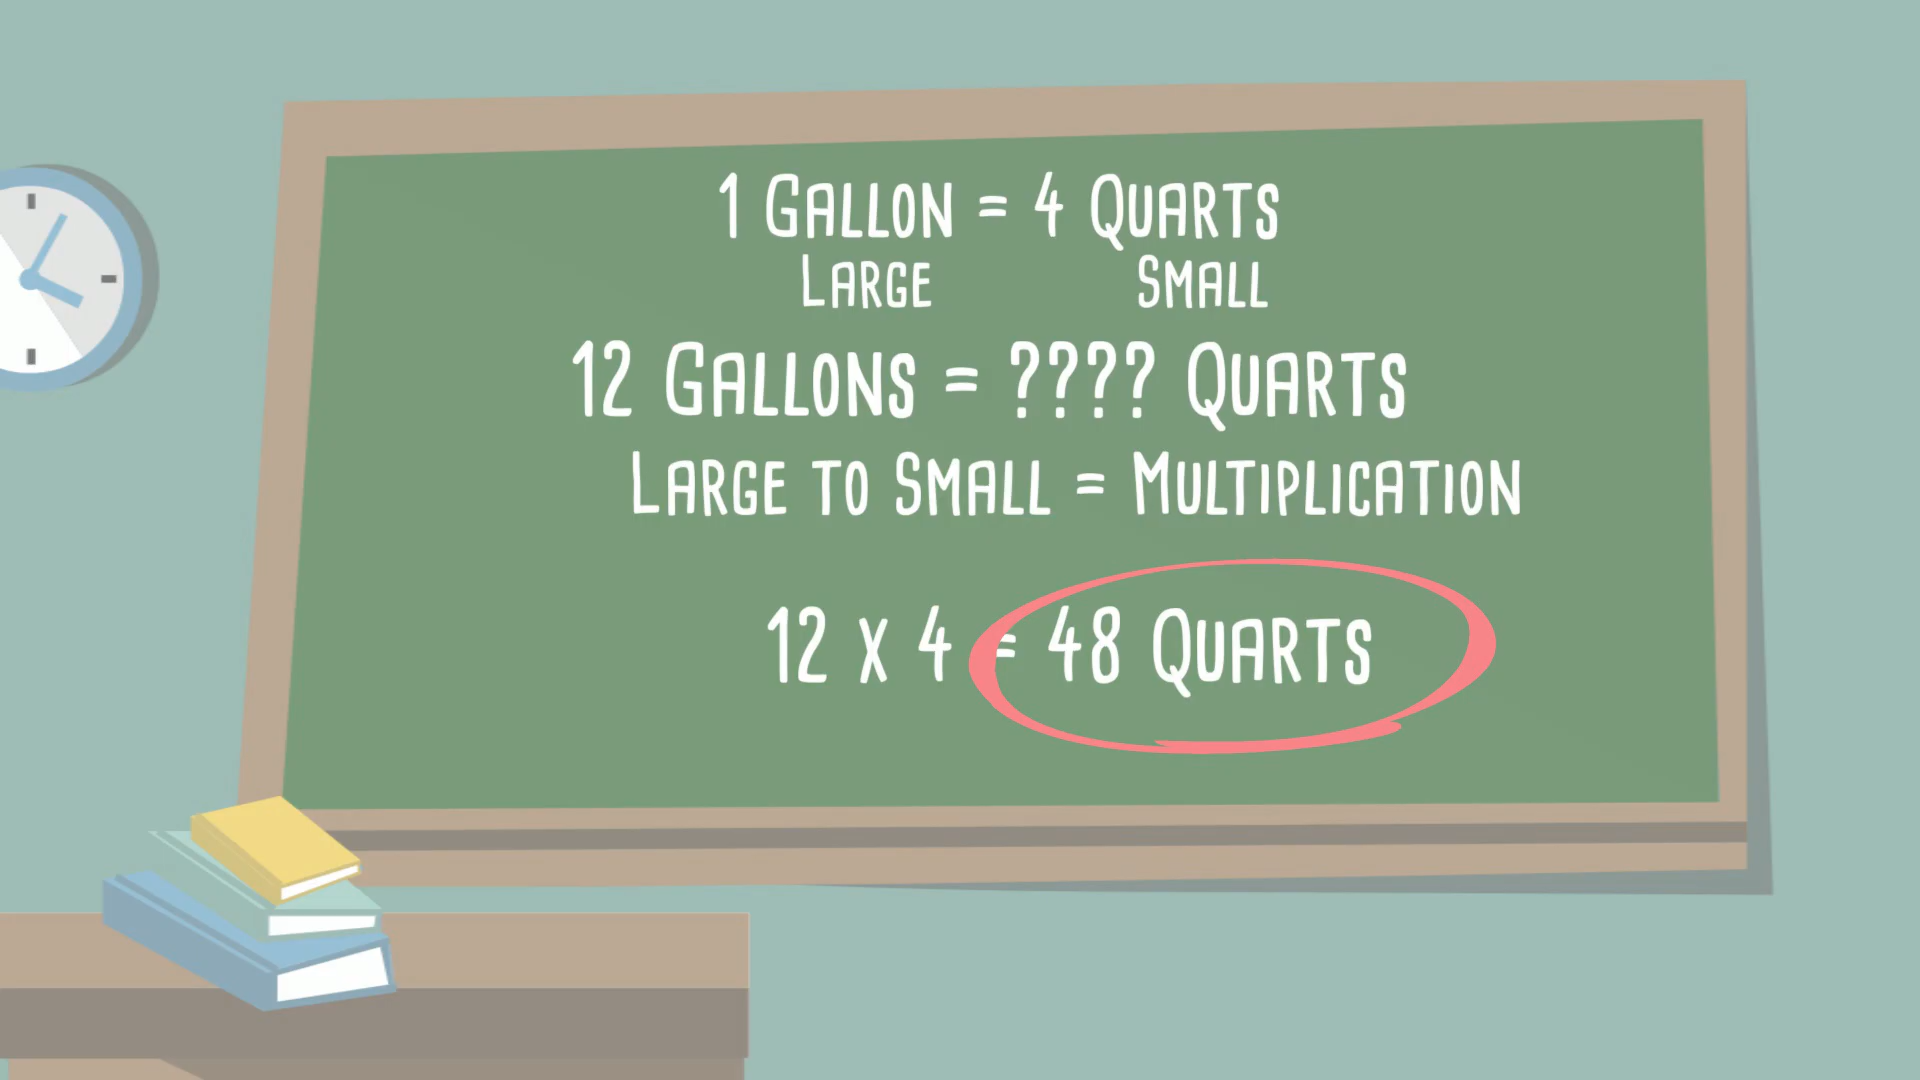 1 Gallon = 4 Quarts
Large Small
12 Gallons = ???? Quarts
Large to Small = Multiplication
12 x 4 = 48 Quarts